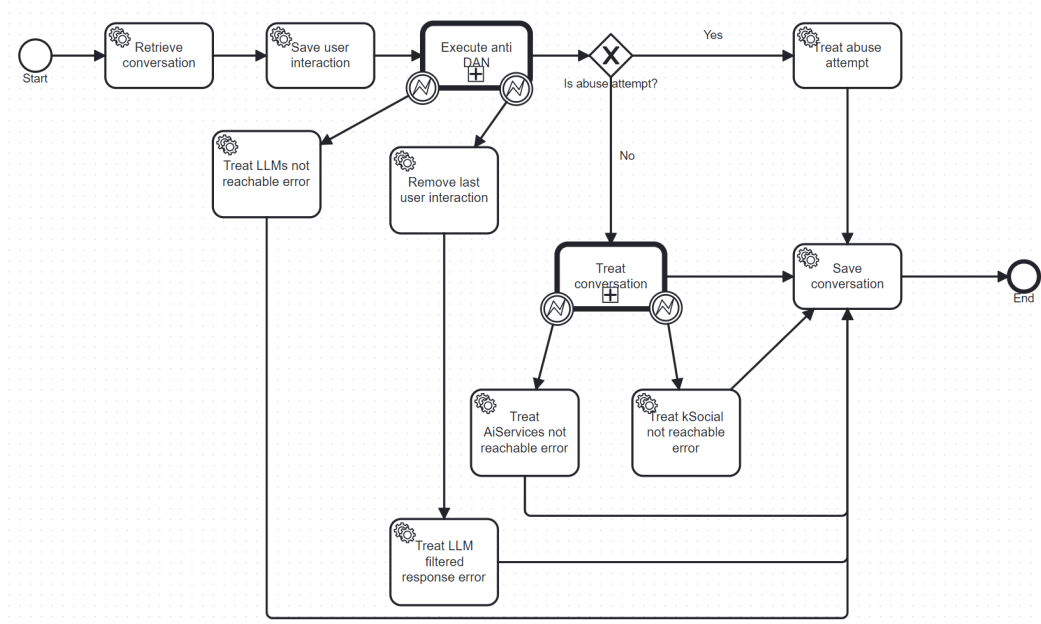 Start
Retrieve
conversation
Save user
interaction
Execute anti
DAN
Is abuse attempt?
Yes
Treat abuse
attempt
No
Treat LLMs not
reachable error
Remove last
user interaction
Treat
conversation
Save
conversation
End
Treat
AiServices not
reachable error
Treat kSocial
not reachable
error
Treat LLM
filtered
response error